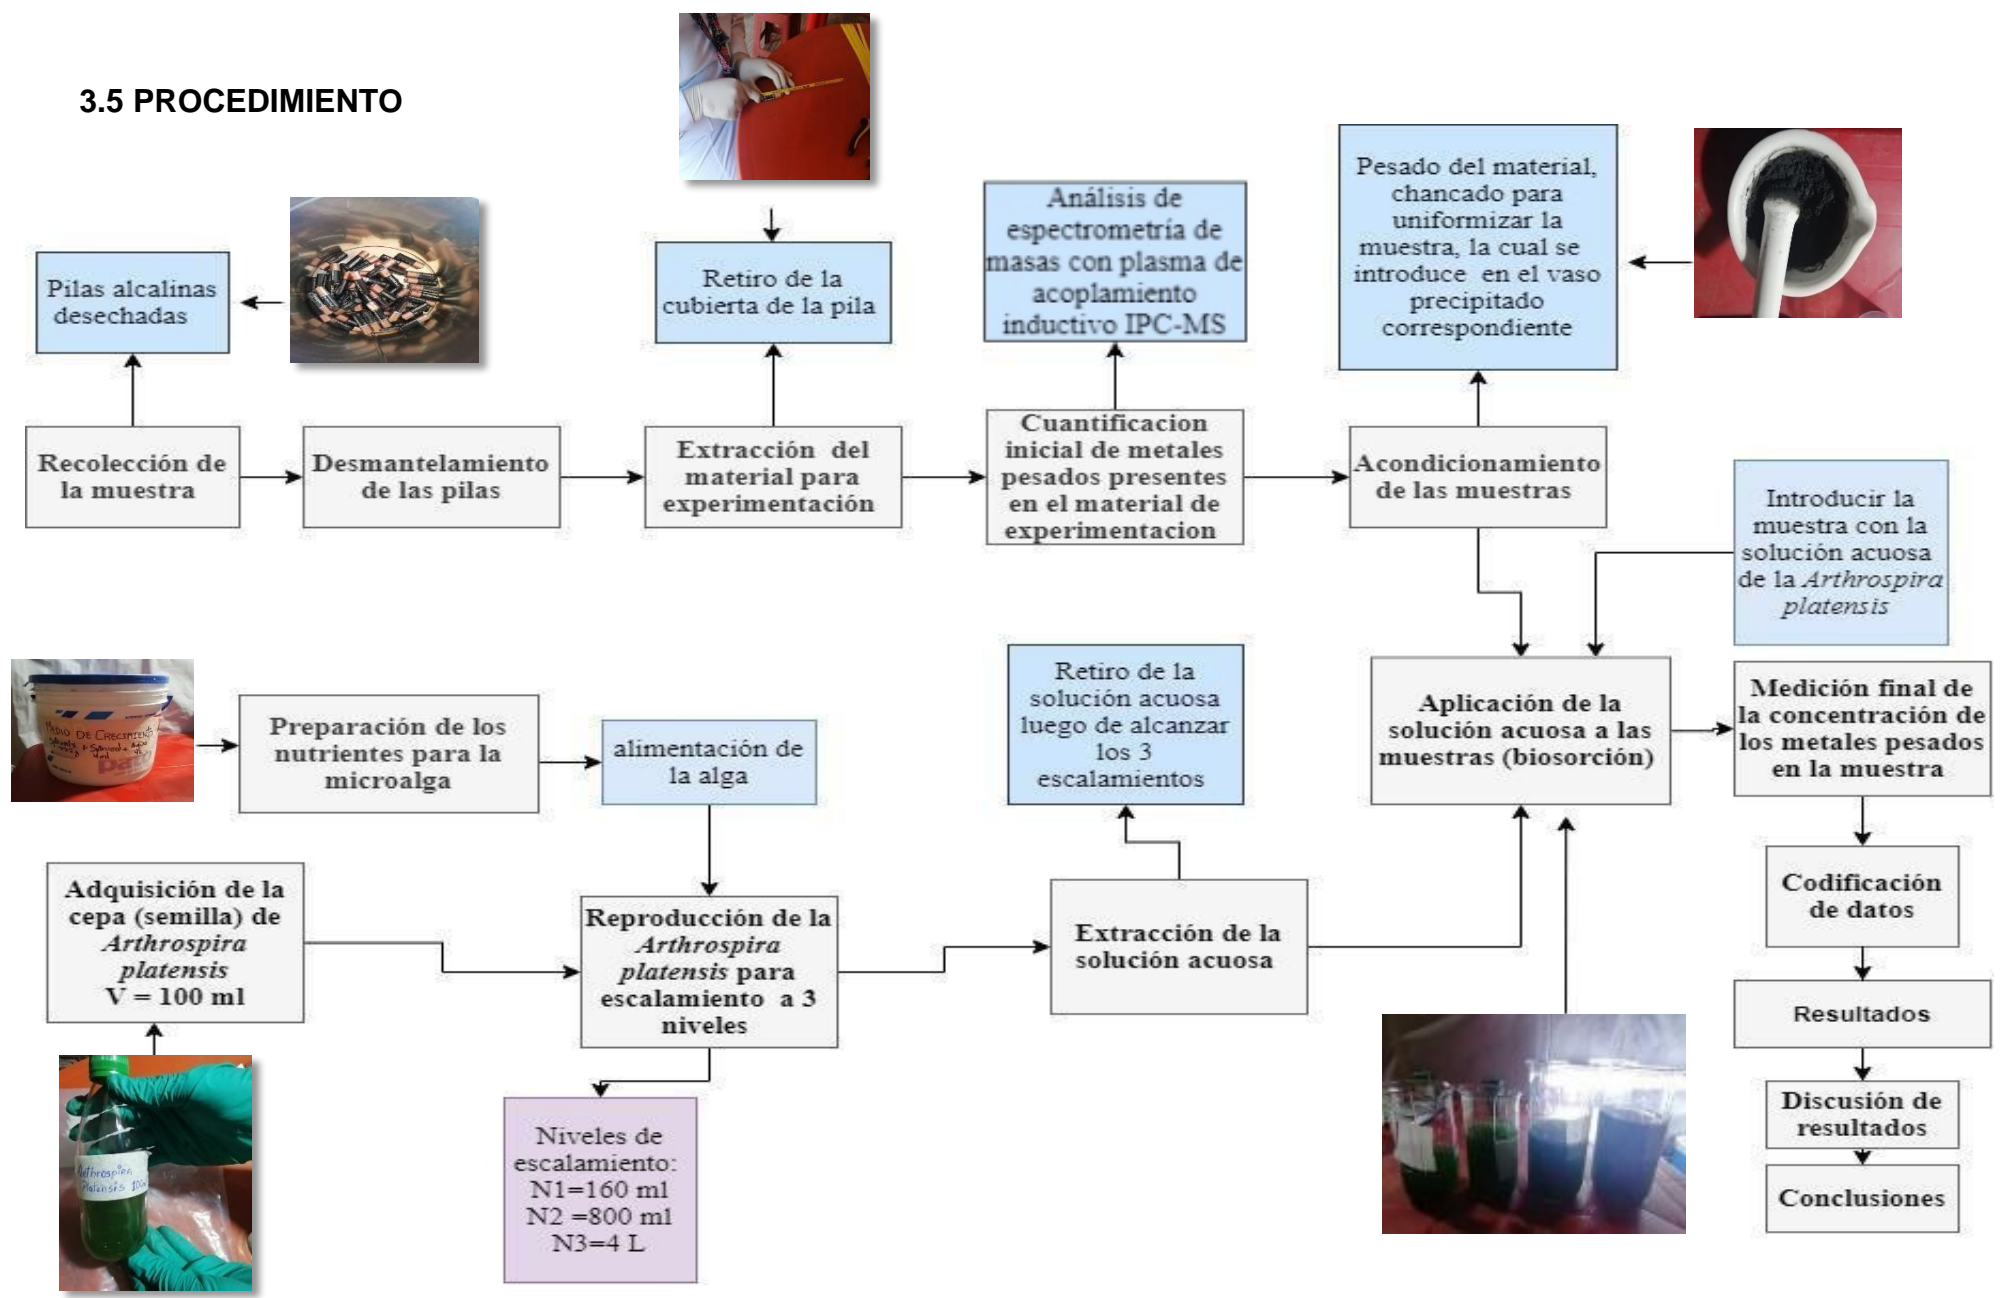 3.5 PROCEDIMIENTO
Pilas alcalinas
desechadas
Retiro de la
cubierta de la pila
Análisis de
espectrometría de
masas con plasma de
acoplamiento
inductivo IPC-MS
Pesado del material,
chancado para
uniformizar la
muestra, la cual se
introduce en el vaso
precipitado
correspondiente
Recolección de
la muestra
Desmantelamiento
de las pilas
Extracción del
material para
experimentación
Cuantificacion
inicial de metales
pesados presentes
en el material de
experimentacion
Acondicionamiento
de las muestras
Introducir la
muestra con la
solución acuosa
de la Arthrospira
platensis
MEDIO DE CRECIMIENTO
Preparación de los
nutrientes para la
microalga
alimentación de
la alga
Retiro de la
solución acuosa
luego de alcanzar
los 3
escalamientos
Aplicación de la
solución acuosa a las
muestras (biosorción)
Medición final de
la concentración de
los metales pesados
en la muestra
Adquisición de la
cepa (semilla) de
Arthrospira
platensis
V = 100 ml
Reproducción de la
Arthrospira
platensis para
escalamiento a 3
niveles
Extracción de la
solución acuosa
Codificación
de datos
Resultados
Discusión de
resultados
Conclusiones
Arthrospira
Platensis
Niveles de
escalamiento:
N1=160 ml
N2 =800 ml
N3=4 L